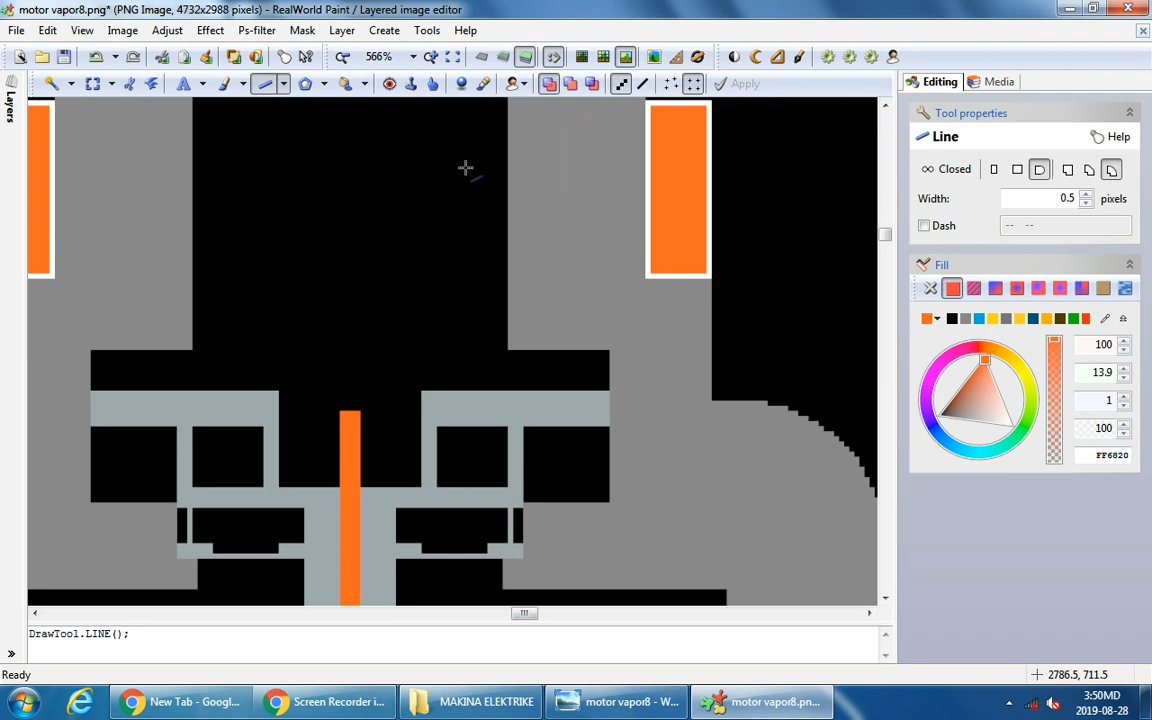 motor vapor8.png* (PNG Image, 4732x2988 pixels) - RealWorld Paint / Layered image editor
File Edit View Image Adjust Effect Ps-filter Mask Layer Create Tools Help
566%
Apply
Layers
Editing
Media
Tool properties
Line
Help
Closed
Width:
0.5
pixels
Dash
-- --
Fill
100
13.9
1
100
FF6820
DrawTool.LINE();
Ready
2786.5, 711.5
New Tab - Googl...
Screen Recorder i...
MAKINA ELEKTRIKE
motor vapor8 - W...
motor vapor8.pn...
3:50MD
2019-08-28